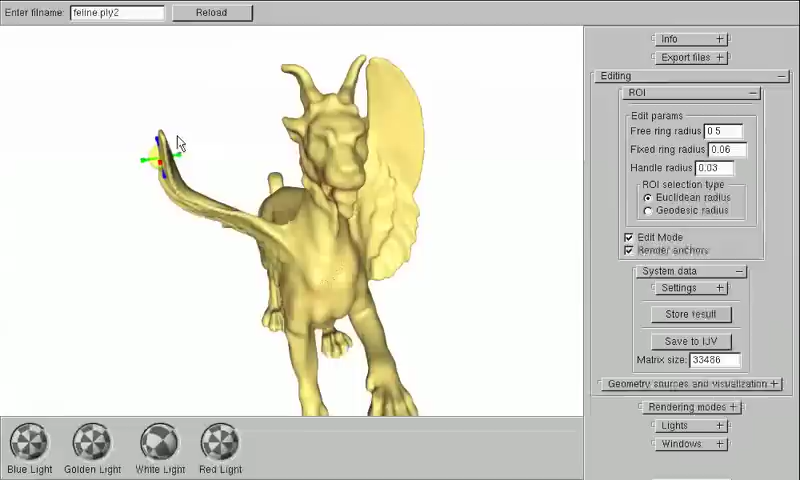 Enter filname: feline.ply2 Reload
Info +
Export files +
Editing −
ROI −
Edit params
Free ring radius 0.5
Fixed ring radius 0.06
Handle radius 0.03
ROI selection type
Euclidean radius
Geodesic radius
Edit Mode
Render anchors
System data −
Settings +
Store result
Save to IJV
Matrix size: 33486
Geometry sources and visualization +
Rendering modes +
Lights +
Windows +
Blue Light Golden Light White Light Red Light